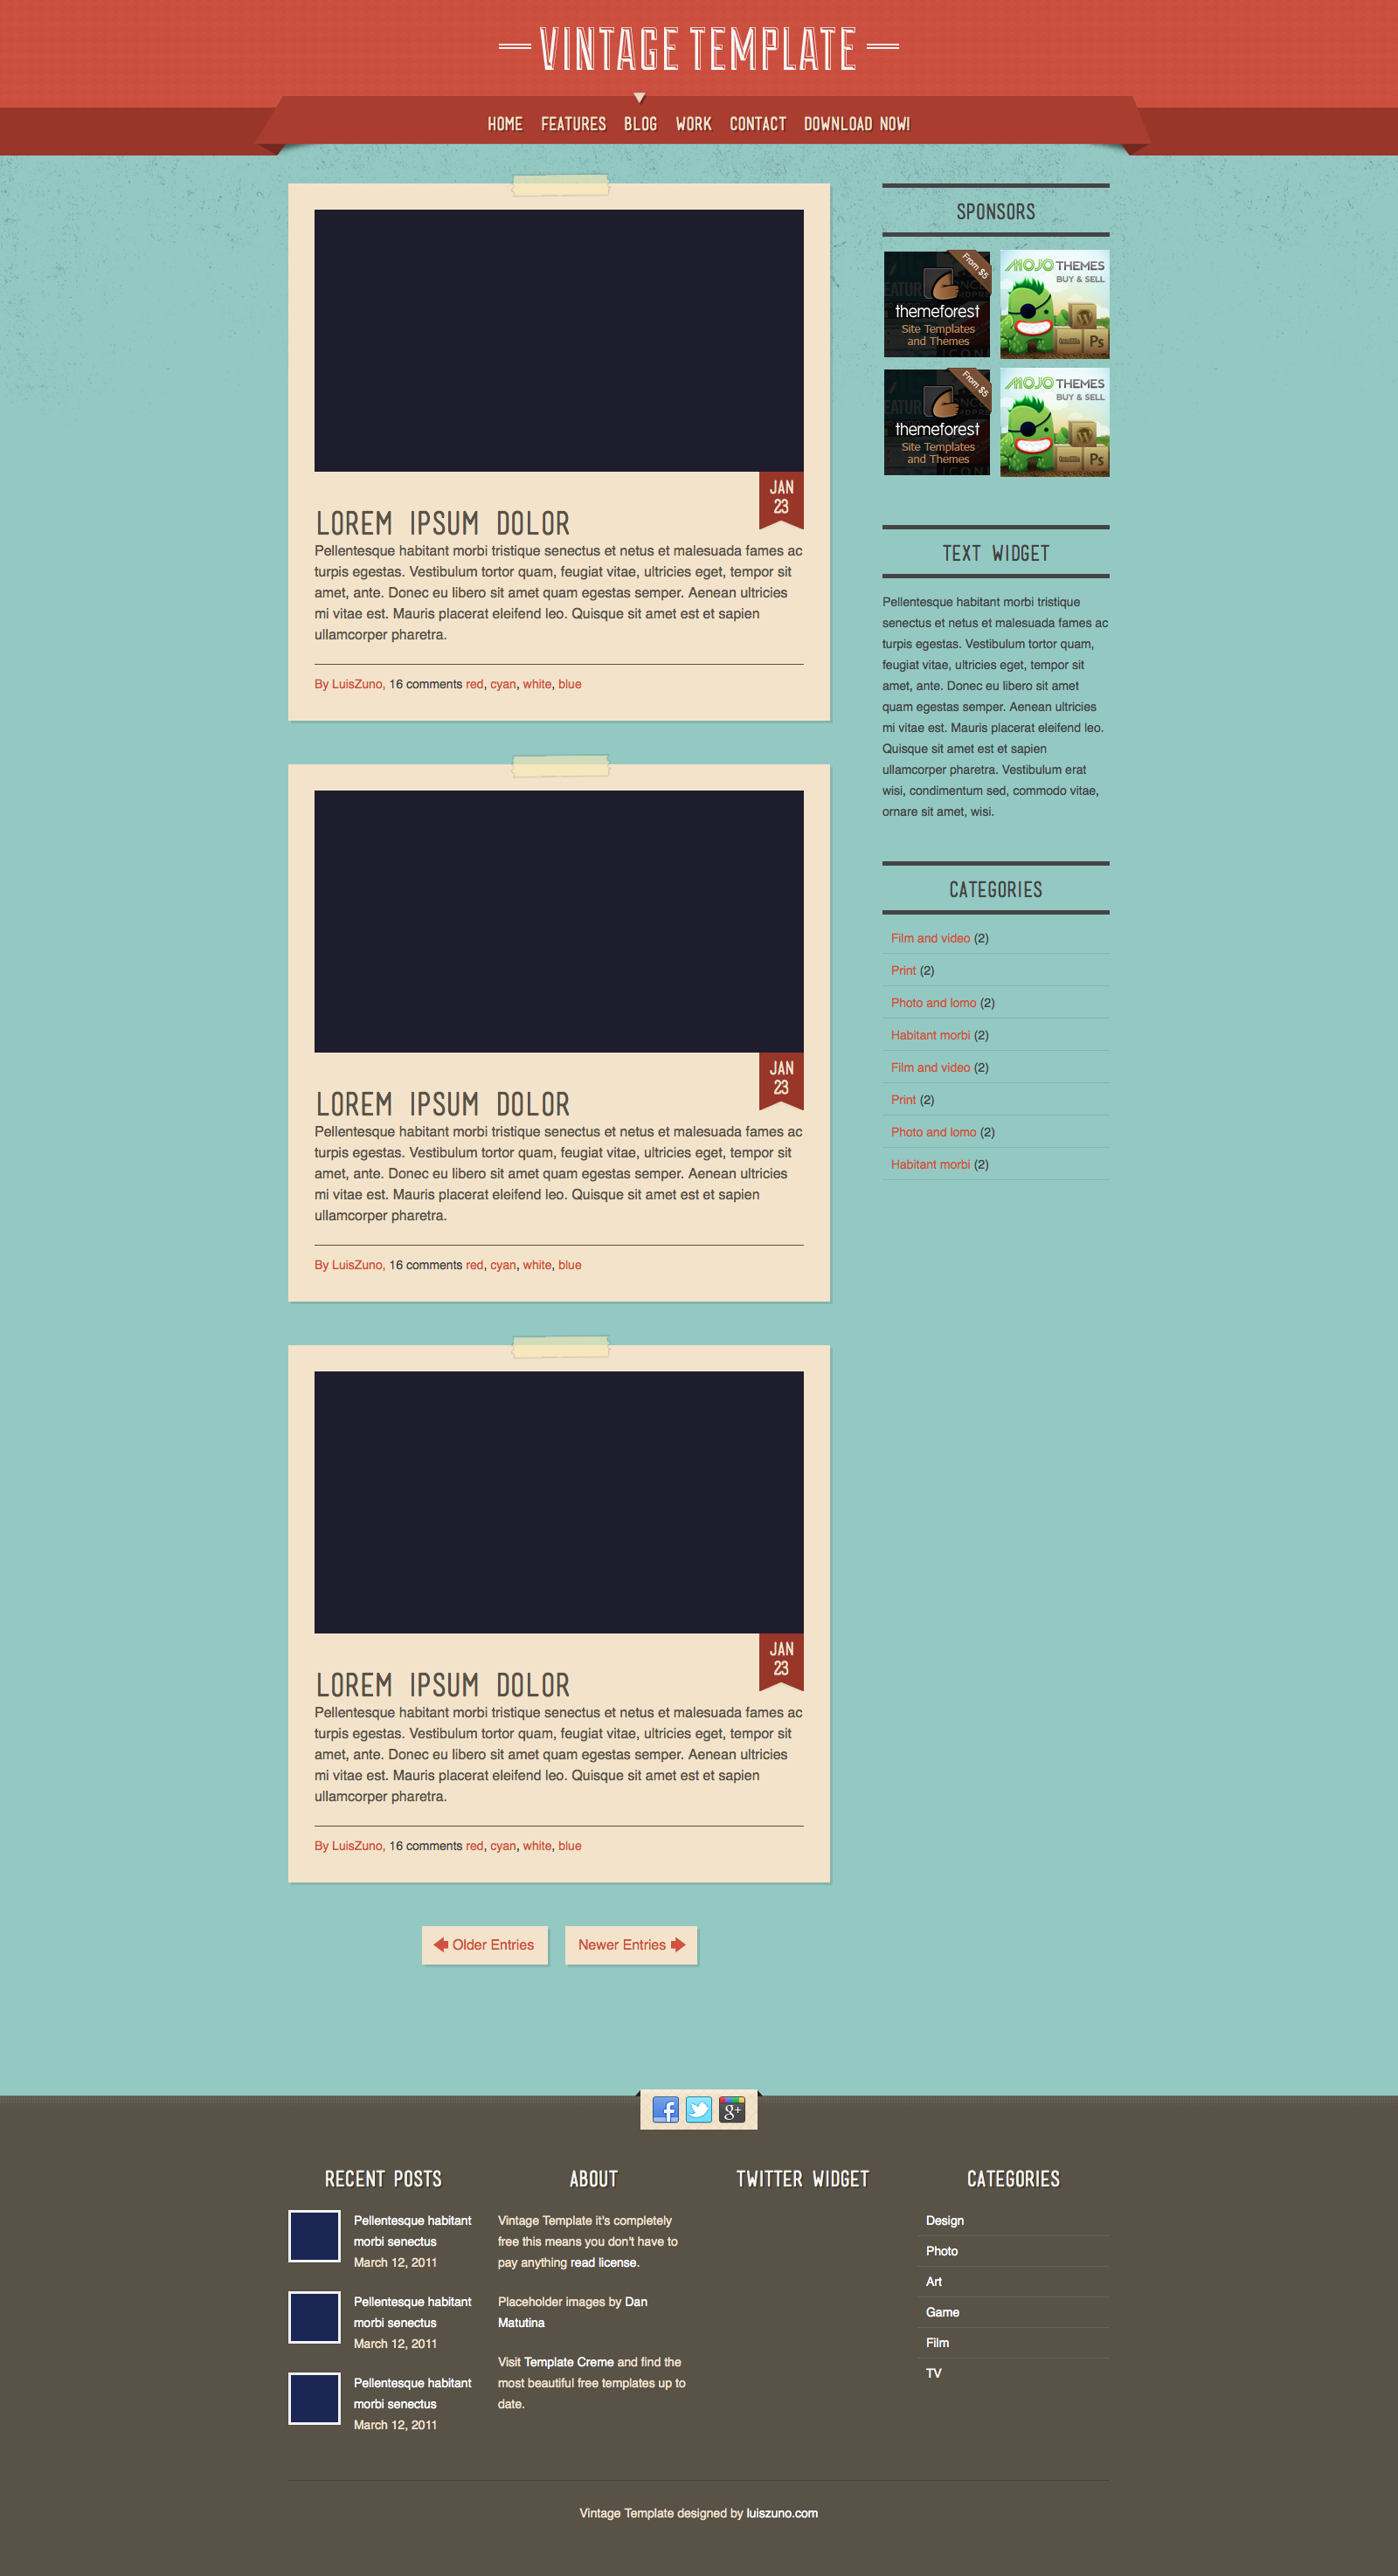 VINTAGE TEMPLATE
HOME FEATURES BLOG WORK CONTACT DOWNLOAD NOW!
JAN
23
LOREM IPSUM DOLOR
Pellentesque habitant morbi tristique senectus et netus et malesuada fames ac
turpis egestas. Vestibulum tortor quam, feugiat vitae, ultricies eget, tempor sit
amet, ante. Donec eu libero sit amet quam egestas semper. Aenean ultricies
mi vitae est. Mauris placerat eleifend leo. Quisque sit amet est et sapien
ullamcorper pharetra.
By LuisZuno, 16 comments red, cyan, white, blue
JAN
23
LOREM IPSUM DOLOR
Pellentesque habitant morbi tristique senectus et netus et malesuada fames ac
turpis egestas. Vestibulum tortor quam, feugiat vitae, ultricies eget, tempor sit
amet, ante. Donec eu libero sit amet quam egestas semper. Aenean ultricies
mi vitae est. Mauris placerat eleifend leo. Quisque sit amet est et sapien
ullamcorper pharetra.
By LuisZuno, 16 comments red, cyan, white, blue
JAN
23
LOREM IPSUM DOLOR
Pellentesque habitant morbi tristique senectus et netus et malesuada fames ac
turpis egestas. Vestibulum tortor quam, feugiat vitae, ultricies eget, tempor sit
amet, ante. Donec eu libero sit amet quam egestas semper. Aenean ultricies
mi vitae est. Mauris placerat eleifend leo. Quisque sit amet est et sapien
ullamcorper pharetra.
By LuisZuno, 16 comments red, cyan, white, blue
Older Entries
Newer Entries
SPONSORS
From $5
themeforest
Site Templates
and Themes
MOJO THEMES
BUY & SELL
Ps
From $5
themeforest
Site Templates
and Themes
MOJO THEMES
BUY & SELL
Ps
TEXT WIDGET
Pellentesque habitant morbi tristique
senectus et netus et malesuada fames ac
turpis egestas. Vestibulum tortor quam,
feugiat vitae, ultricies eget, tempor sit
amet, ante. Donec eu libero sit amet
quam egestas semper. Aenean ultricies
mi vitae est. Mauris placerat eleifend leo.
Quisque sit amet est et sapien
ullamcorper pharetra. Vestibulum erat
wisi, condimentum sed, commodo vitae,
ornare sit amet, wisi.
CATEGORIES
Film and video (2)
Print (2)
Photo and lomo (2)
Habitant morbi (2)
Film and video (2)
Print (2)
Photo and lomo (2)
Habitant morbi (2)
f
g+
RECENT POSTS
Pellentesque habitant
morbi senectus
March 12, 2011
Pellentesque habitant
morbi senectus
March 12, 2011
Pellentesque habitant
morbi senectus
March 12, 2011
ABOUT
Vintage Template it's completely
free this means you don't have to
pay anything read license.
Placeholder images by Dan
Matutina
Visit Template Creme and find the
most beautiful free templates up to
date.
TWITTER WIDGET
CATEGORIES
Design
Photo
Art
Game
Film
TV
Vintage Template designed by luiszuno.com